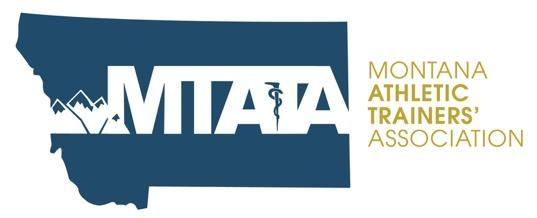 MTATA
MONTANA
ATHLETIC
TRAINERS'
ASSOCIATION